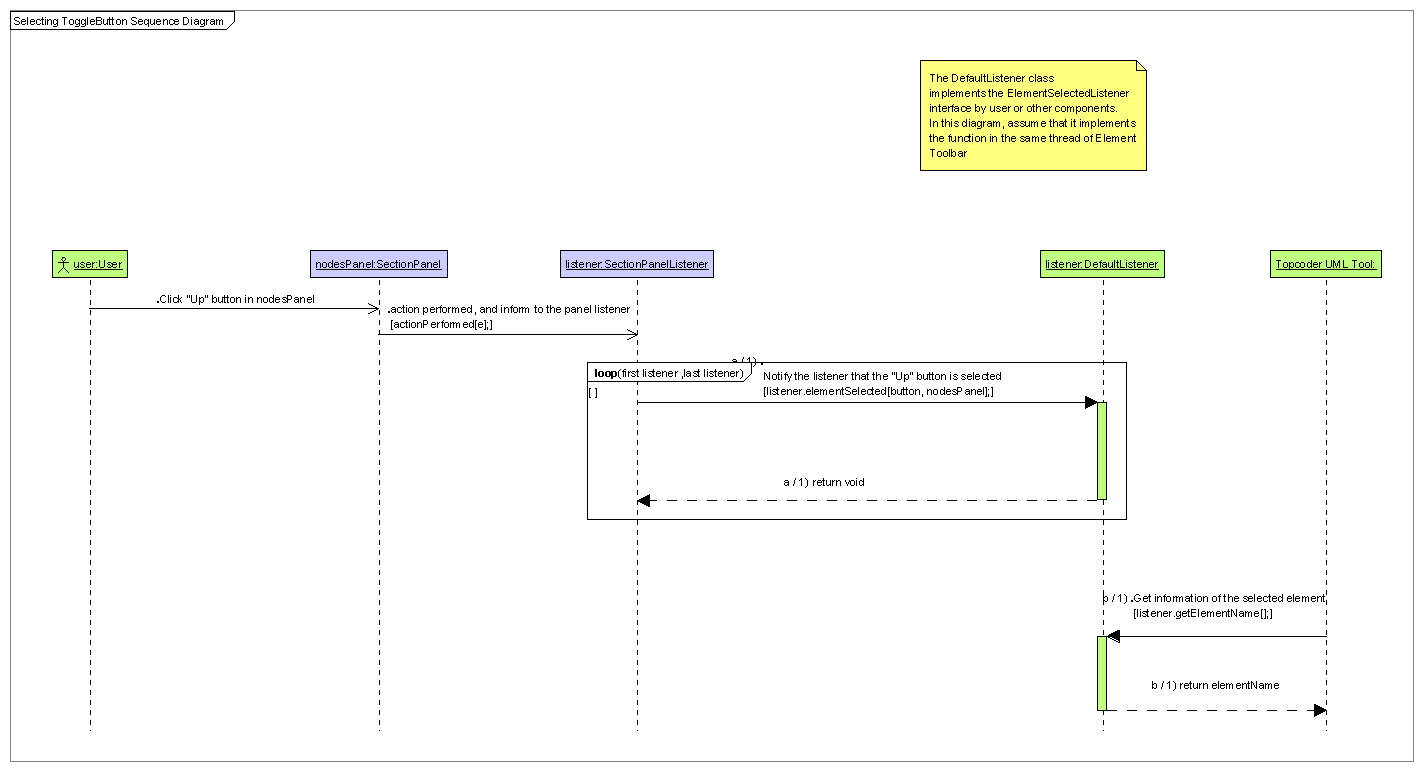 Selecting ToggleButton Sequence Diagram
The DefaultListener class
implements the ElementSelectedListener
interface by user or other components.
In this diagram, assume that it implements
the function in the same thread of Element
Toolbar
user:User
nodesPanel:SectionPanel
listener:SectionPanelListener
listener:DefaultListener
Topcoder UML Tool:
.Click "Up" button in nodesPanel
.action performed, and inform to the panel listener
[actionPerformed[e];]
a / 1) .
loop(first listener ,last listener)
Notify the listener that the "Up" button is selected
[ ]
[listener.elementSelected[button, nodesPanel];]
a / 1) return void
b / 1) .Get information of the selected element
[listener.getElementName[];]
b / 1) return elementName